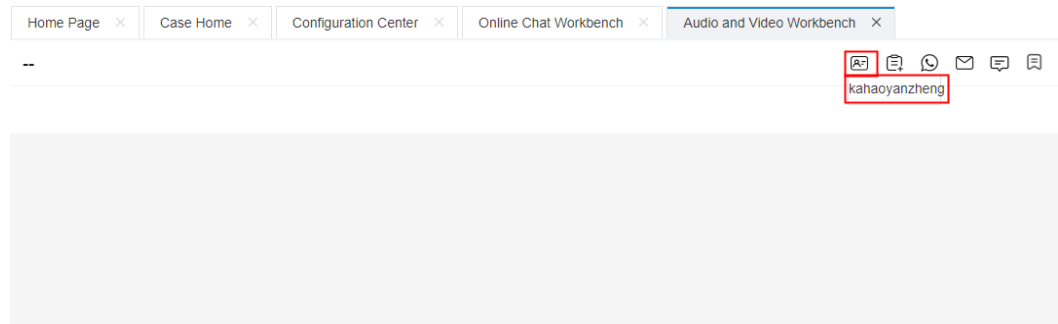 Home Page
Case Home
Configuration Center
Online Chat Workbench
Audio and Video Workbench
--
kahaoyanzheng